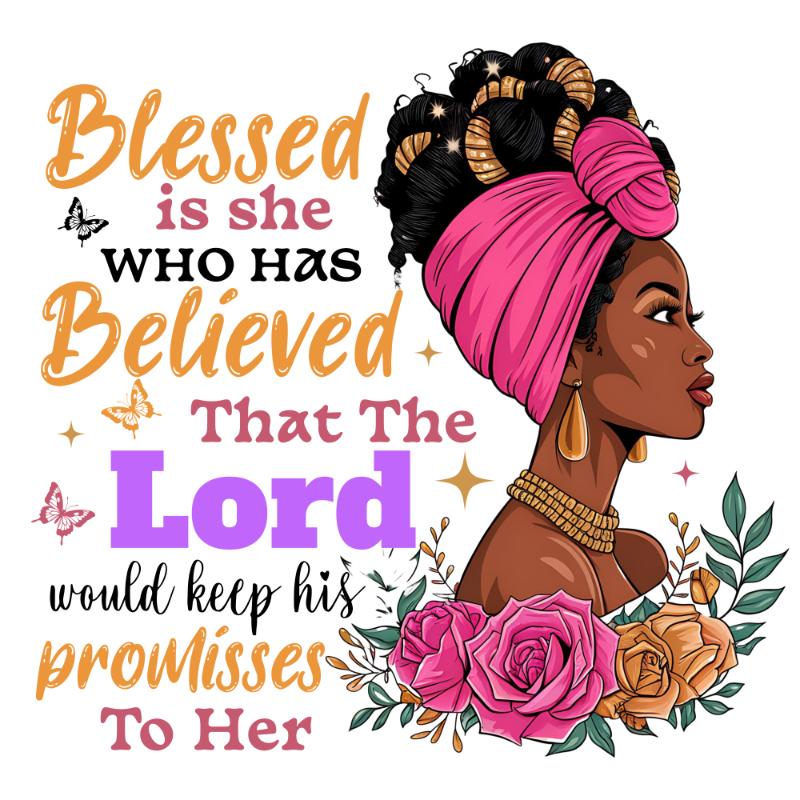 Blessed
is she
WHO HAS
Believed
That The
Lord
would keep his
promisses
To Her